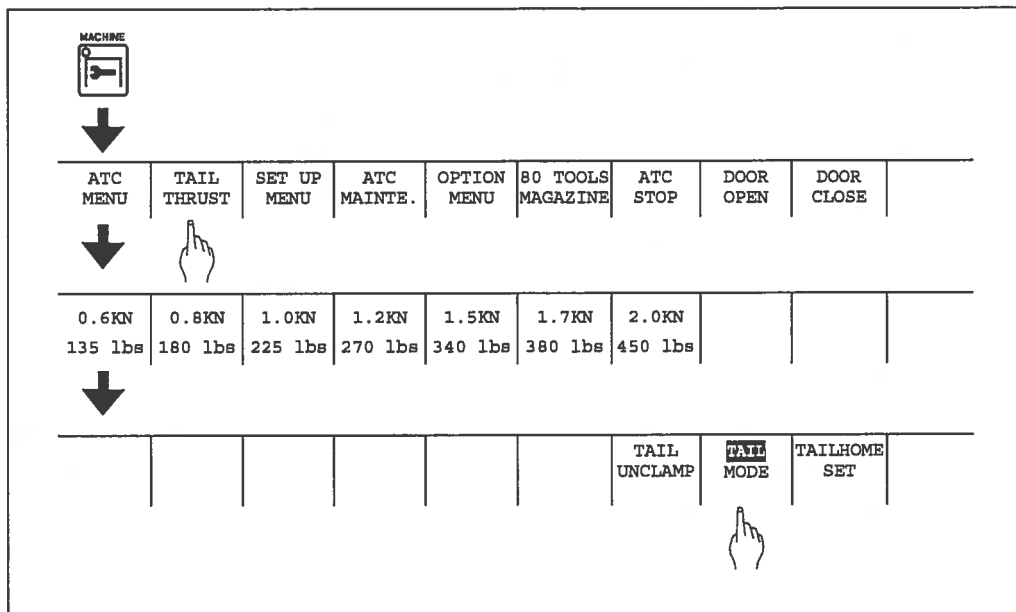 MACHINE
ATC TAIL SET UP ATC OPTION 80 TOOLS ATC DOOR DOOR
MENU THRUST MENU MAINTE. MENU MAGAZINE STOP OPEN CLOSE
0.6KN 0.8KN 1.0KN 1.2KN 1.5KN 1.7KN 2.0KN
135 lbs 180 lbs 225 lbs 270 lbs 340 lbs 380 lbs 450 lbs
TAIL TAIL TAILHOME
UNCLAMP MODE SET